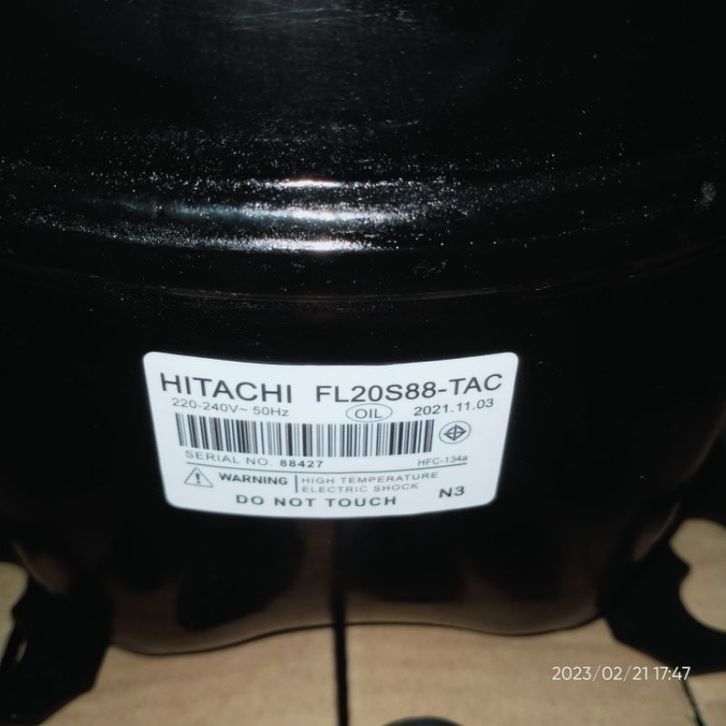 HITACHI FL20S88-TAC
220-240V~ 50Hz OIL 2021.11.03
SERIAL NO. 88427 HFC-134a
WARNING HIGH TEMPERATURE
ELECTRIC SHOCK
DO NOT TOUCH N3
2023/02/21 17:47